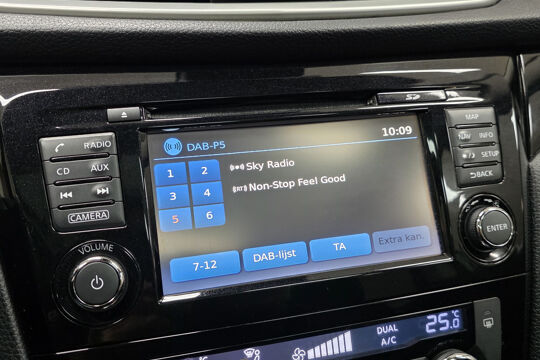 RADIO
CD AUX
CAMERA
VOLUME
SD
DAB-P5 10:09
1 2
3 4
5 6
Sky Radio
Non-Stop Feel Good
7-12 DAB-lijst TA Extra kan.
MAP
NAV INFO
SETUP
BACK
ENTER
DUAL
A/C
25.0